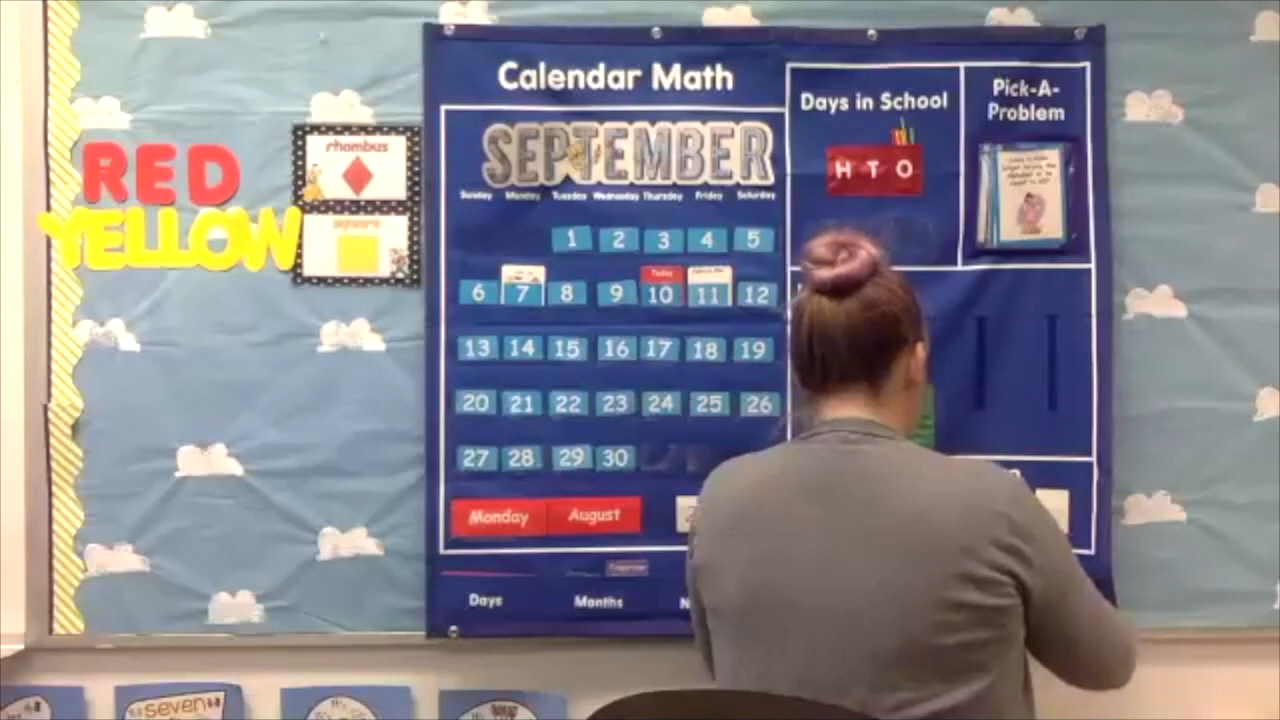 Calendar Math
SEPTEMBER
Sunday Monday Tuesday Wednesday Thursday Friday Saturday
1 2 3 4 5
Today
6 7 8 9 10 11 12
13 14 15 16 17 18 19
20 21 22 23 24 25 26
27 28 29 30
Monday August
Days Months
Days in School
H T O
Pick-A-
Problem
RED
YELLOW
rhombus
square
seven